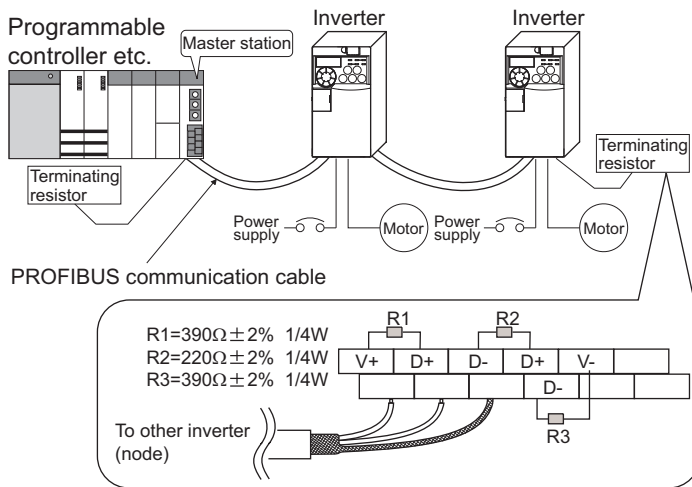 Programmable
controller etc.
Master station
Inverter
Inverter
Terminating
resistor
Terminating
resistor
Power
supply
Motor
Power
supply
Motor
PROFIBUS communication cable
R1=390Ω±2% 1/4W
R2=220Ω±2% 1/4W
R3=390Ω±2% 1/4W
R1
R2
V+ D+ D- D+ V-
D-
R3
To other inverter
(node)